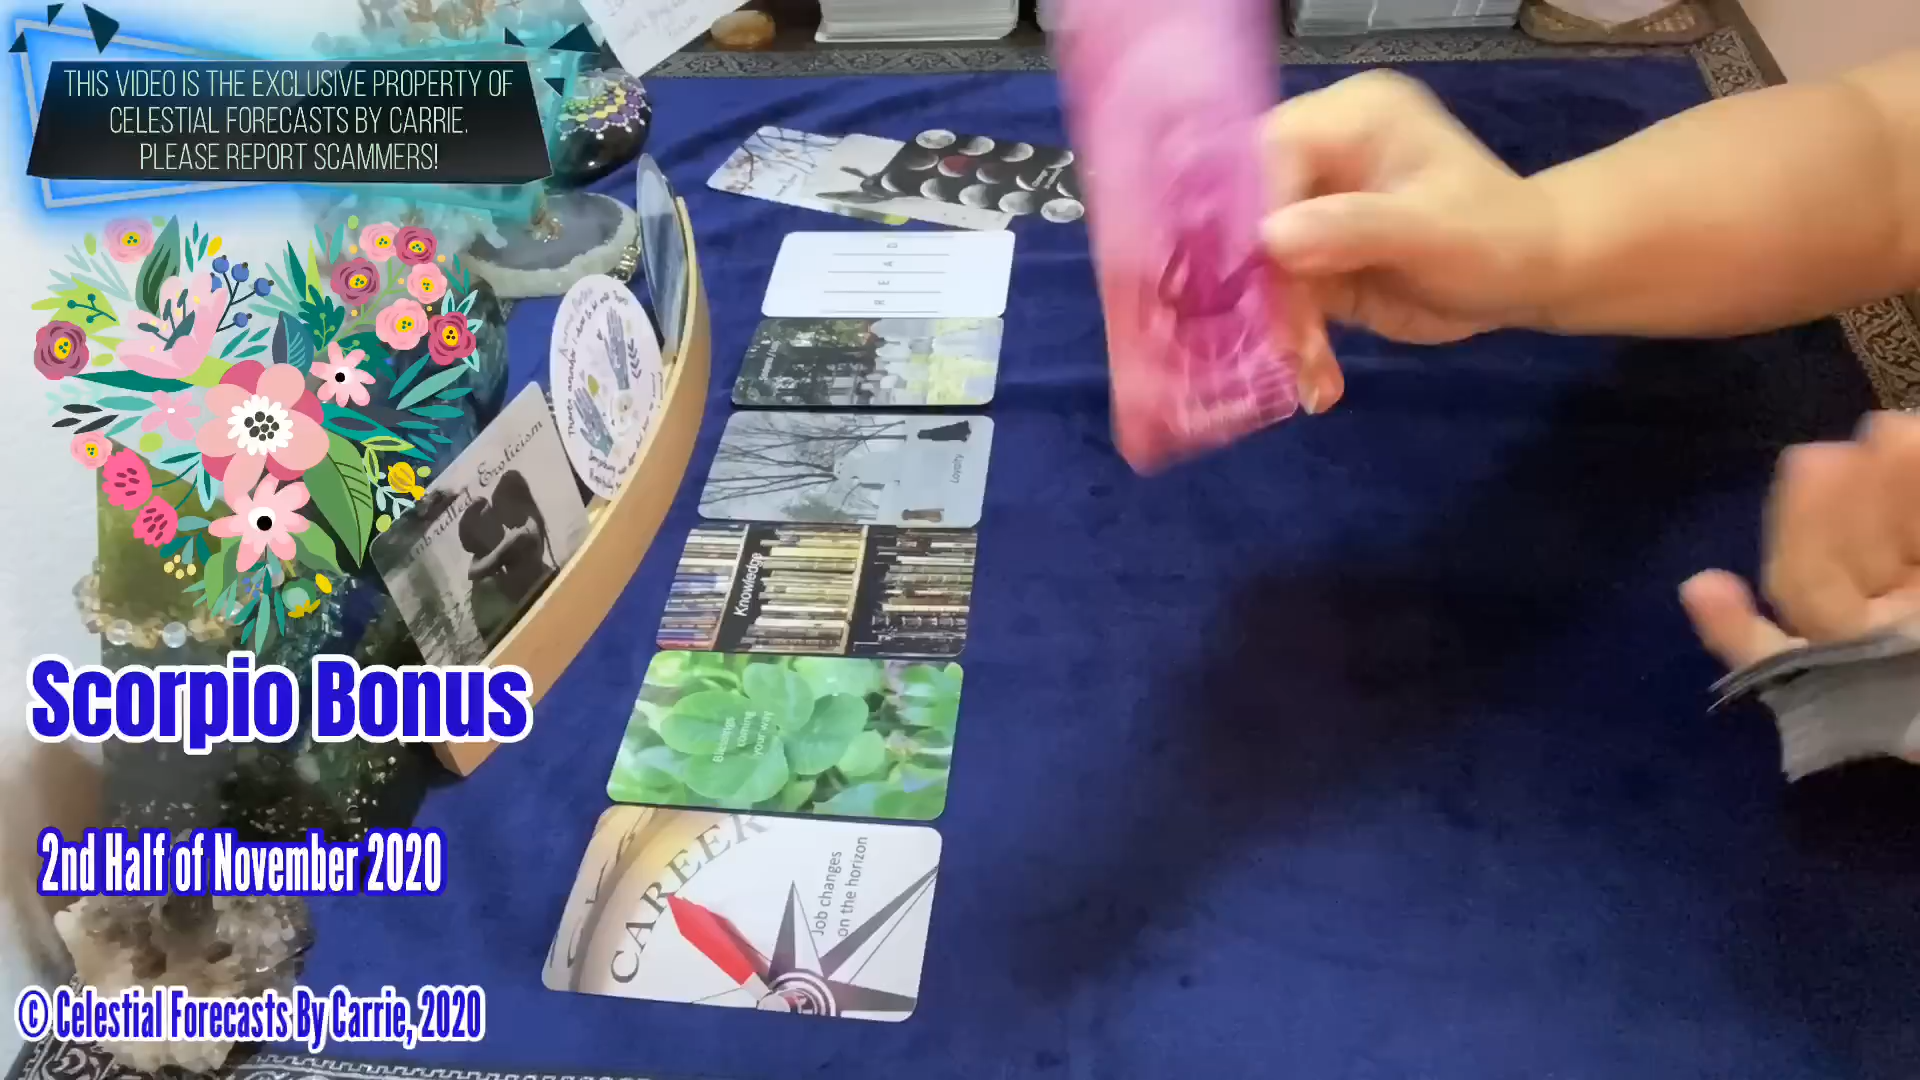 THIS VIDEO IS THE EXCLUSIVE PROPERTY OF
CELESTIAL FORECASTS BY CARRIE.
PLEASE REPORT SCAMMERS!
Scorpio Bonus
2nd Half of November 2020
© Celestial Forecasts By Carrie, 2020
Unbridled Eroticism
READ
Loyalty
Knowledge
Blessings
coming
your way
CAREER
Job changes
on the horizon